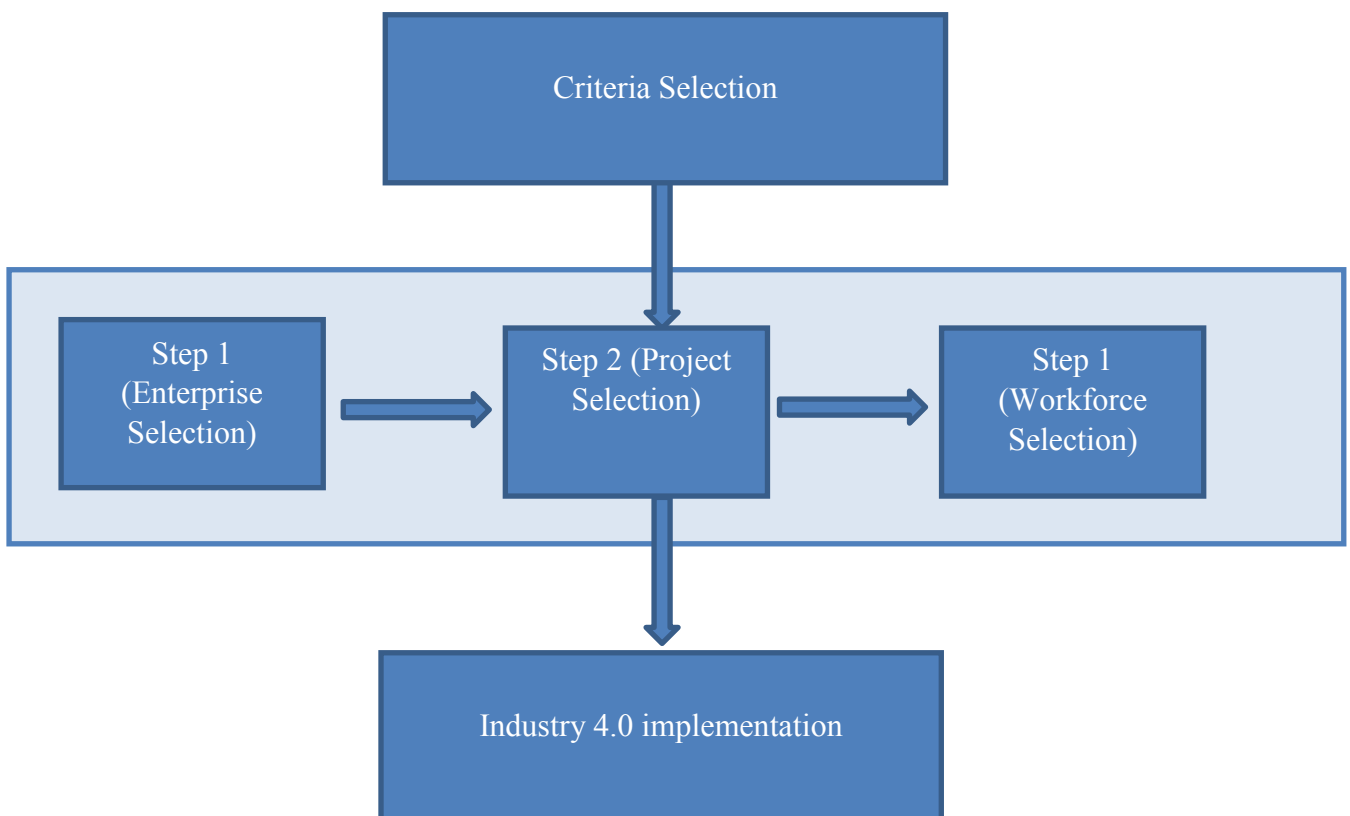 Criteria Selection
Step 1
(Enterprise
Selection)
Step 2 (Project
Selection)
Step 1
(Workforce
Selection)
Industry 4.0 implementation